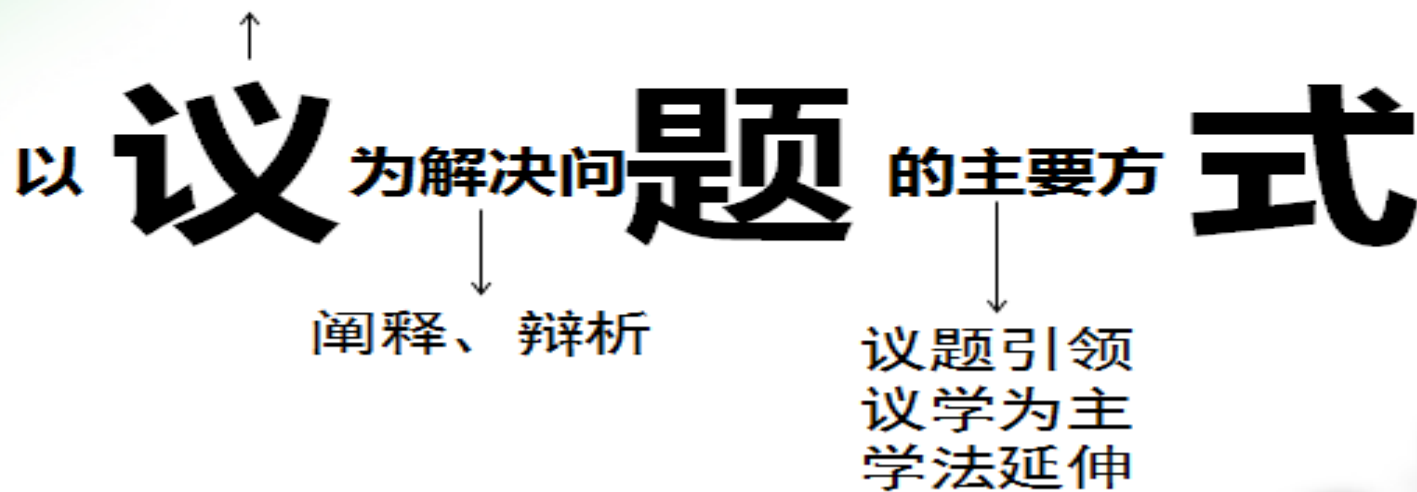 以议为解决问题的主要方式
阐释、辩析
议题引领
议学为主
学法延伸